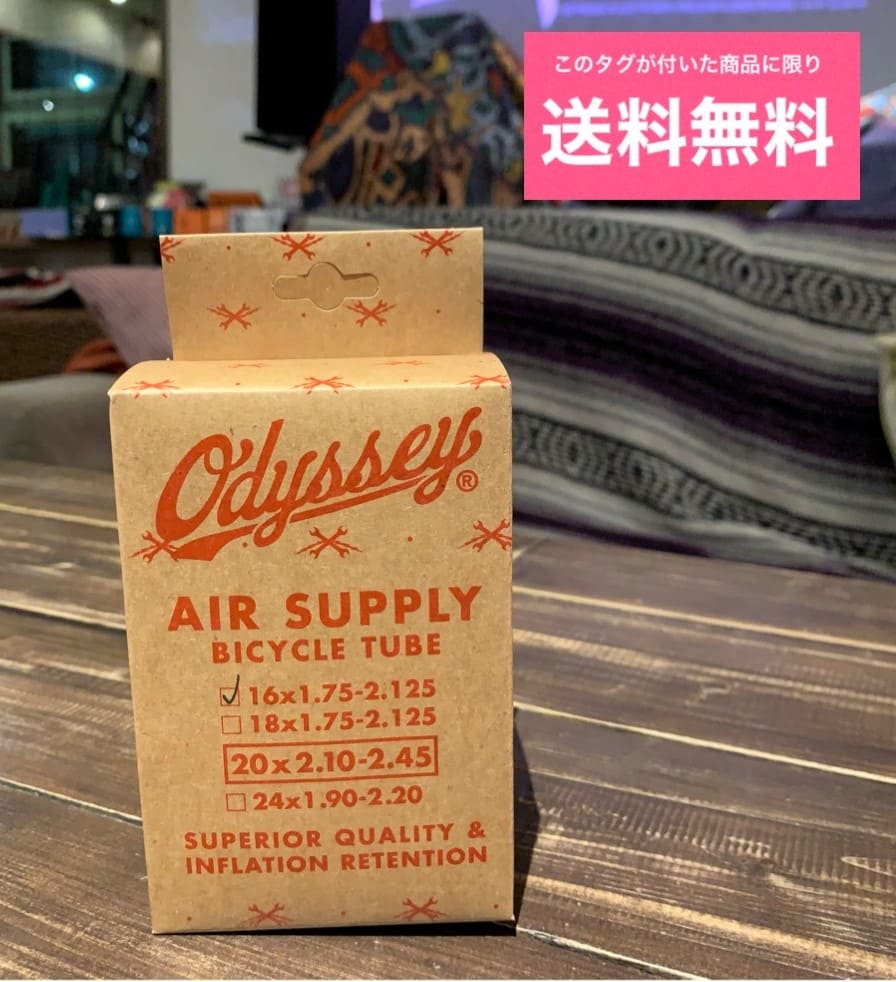 このタグが付いた商品に限り
送料無料
Odyssey®
AIR SUPPLY
BICYCLE TUBE
16x1.75-2.125
18x1.75-2.125
20x2.10-2.45
24x1.90-2.20
SUPERIOR QUALITY &
INFLATION RETENTION